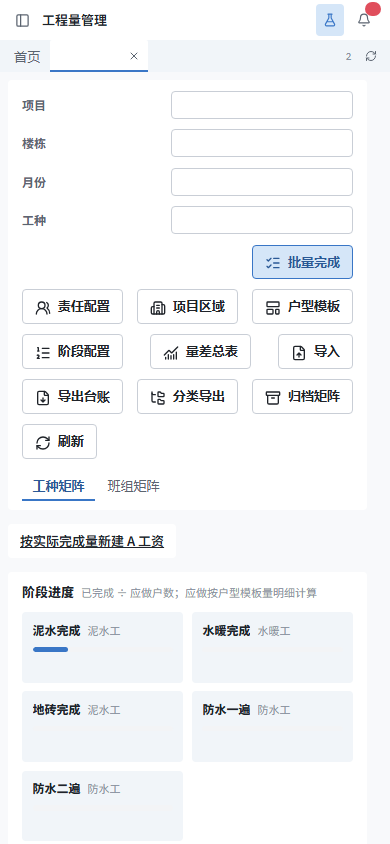 工程量管理
首页
2
项目
楼栋
月份
工种
批量完成
责任配置 项目区域 户型模板
阶段配置 量差总表 导入
导出台账 分类导出 归档矩阵
刷新
工种矩阵 班组矩阵
按实际完成量新建 A 工资
阶段进度 已完成 ÷ 应做户数；应做按户型模板量明细计算
泥水完成 泥水工 水暖完成 水暖工
地砖完成 泥水工 防水一遍 防水工
防水二遍 防水工